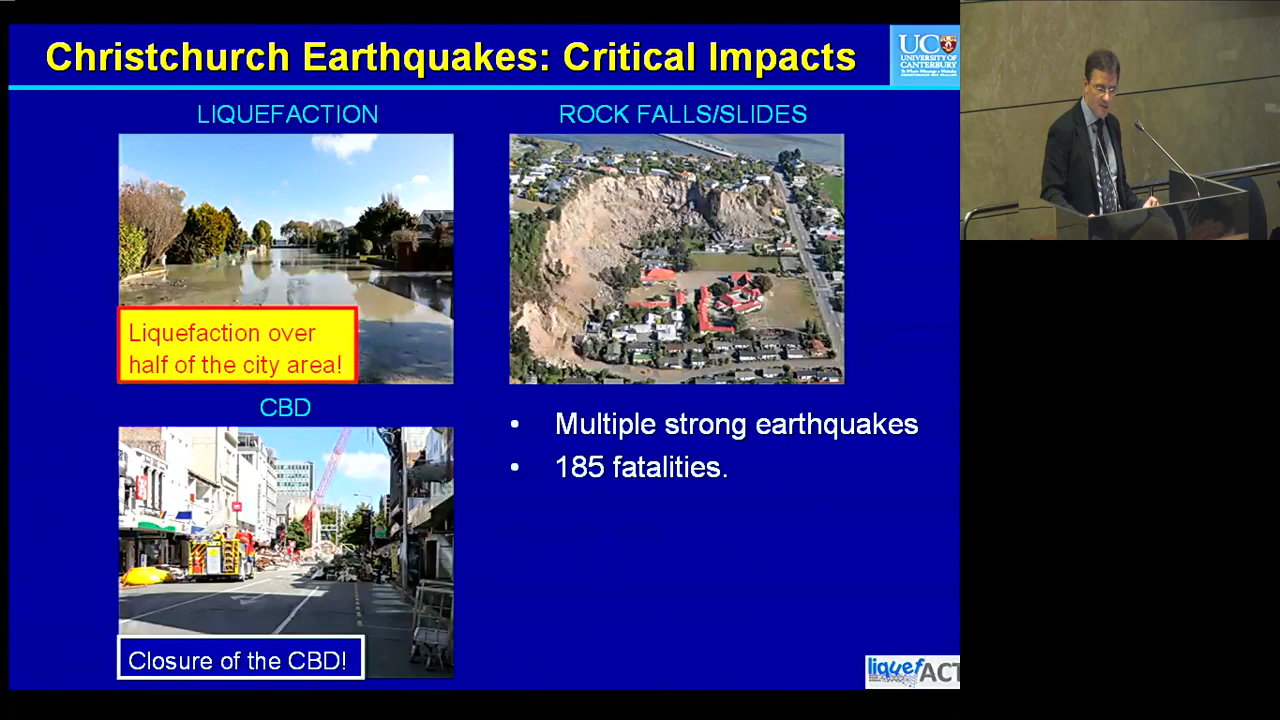 Christchurch Earthquakes: Critical Impacts
UC
UNIVERSITY OF
CANTERBURY
LIQUEFACTION
ROCK FALLS/SLIDES
Liquefaction over
half of the city area!
CBD
• Multiple strong earthquakes
• 185 fatalities.
Closure of the CBD!
liquefACT